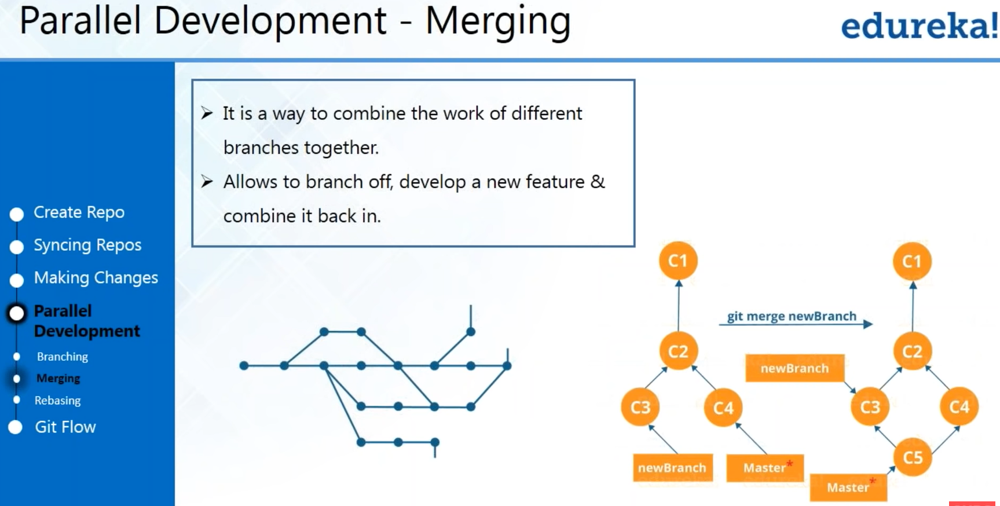 Parallel Development - Merging
edureka!
It is a way to combine the work of different
branches together.
Allows to branch off, develop a new feature &
combine it back in.
Create Repo
Syncing Repos
Making Changes
Parallel
Development
Branching
Merging
Rebasing
Git Flow
C1
C2
C3
C4
newBranch
Master*
git merge newBranch
C1
C2
newBranch
C3
C4
C5
Master*